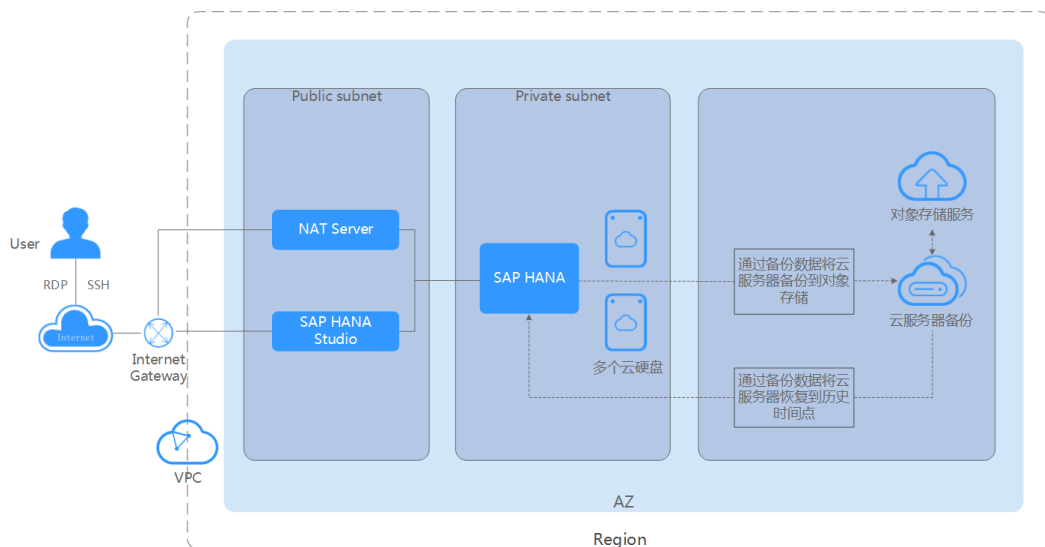 Public subnet
Private subnet
对象存储服务
NAT Server
User
SAP HANA
通过备份数据将云
服务器备份到对象
存储
RDP
SSH
SAP HANA
Studio
云服务器备份
Internet
Internet
Gateway
多个云硬盘
通过备份数据将云
服务器恢复到历史
时间点
VPC
AZ
Region